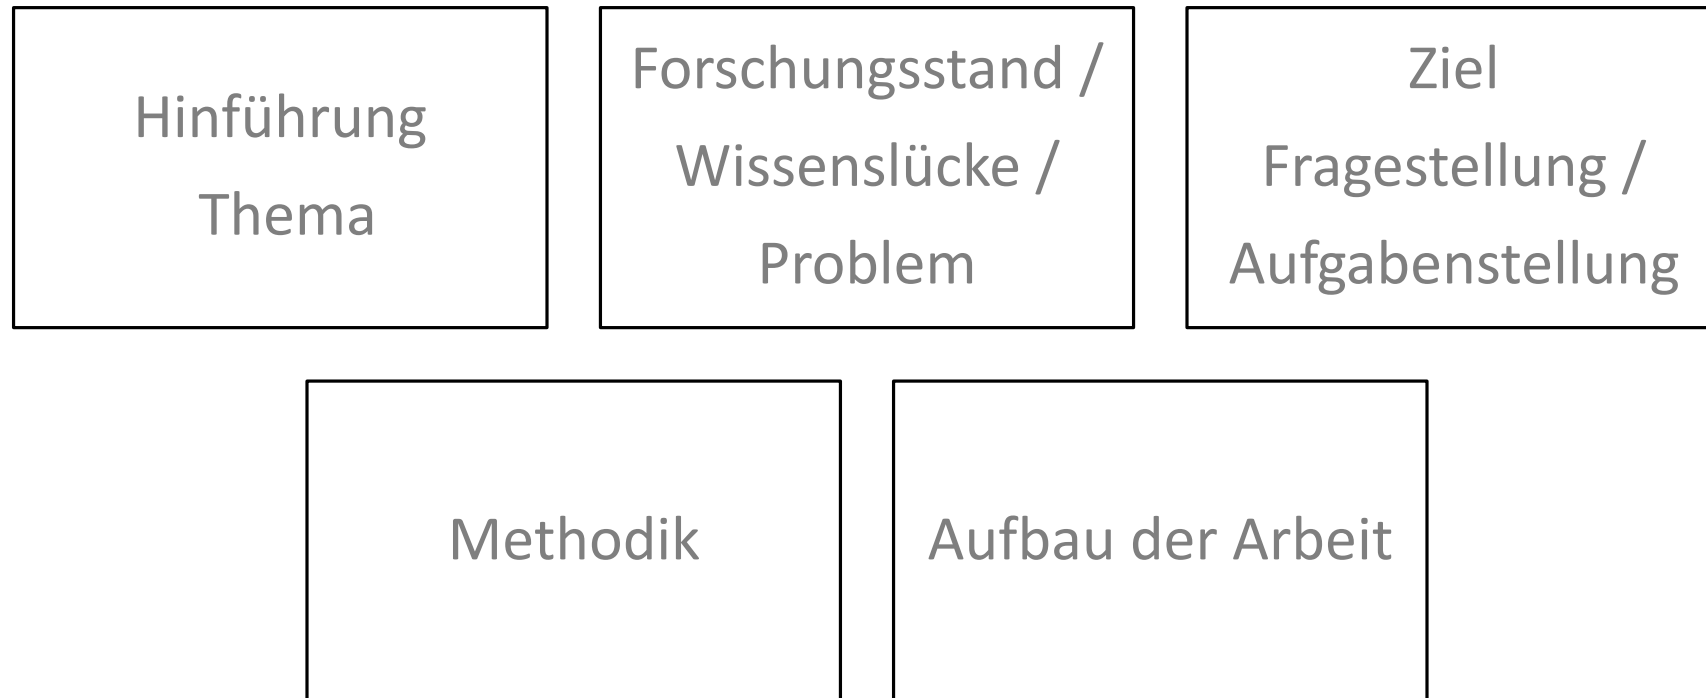 Hinführung
Thema
Forschungsstand /
Wissenslücke /
Problem
Ziel
Fragestellung /
Aufgabenstellung
Methodik
Aufbau der Arbeit